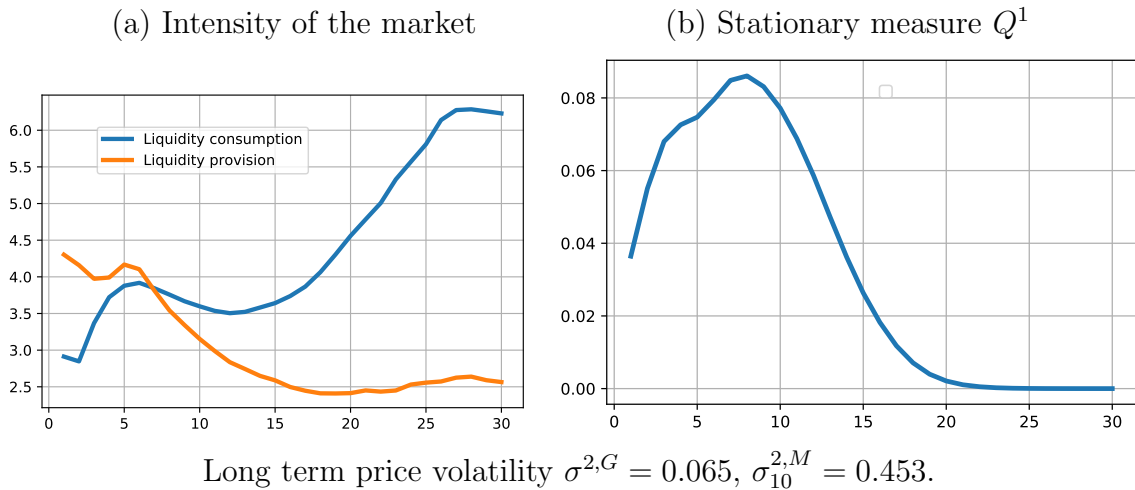 (a) Intensity of the market
(b) Stationary measure Q¹
6.0
5.5
5.0
4.5
4.0
3.5
3.0
2.5
Liquidity consumption
Liquidity provision
0 5 10 15 20 25 30
0.08
0.06
0.04
0.02
0.00
0 5 10 15 20 25 30
Long term price volatility σ^{2,G} = 0.065, σ_{10}^{2,M} = 0.453.